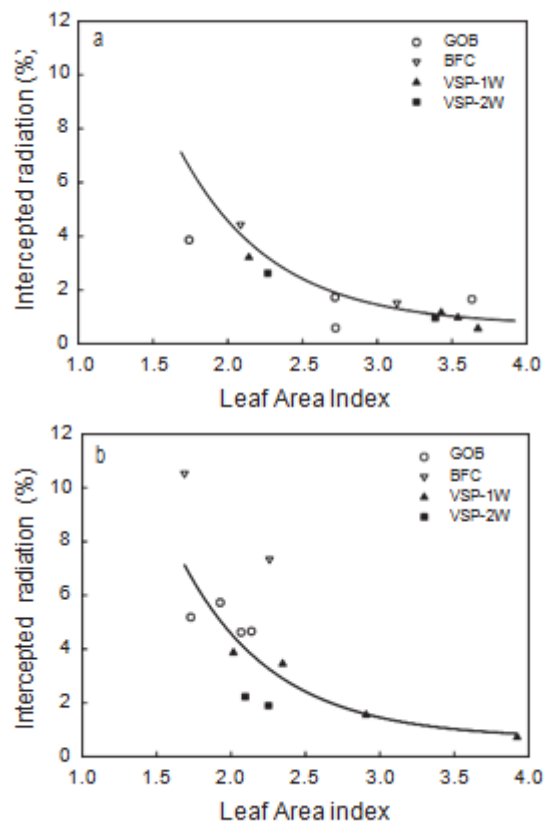 12
a
GOB
BFC
VSP-1W
VSP-2W
10
8
6
4
2
0
Intercepted radiation (%)
1.0 1.5 2.0 2.5 3.0 3.5 4.0
Leaf Area Index
12
b
GOB
BFC
VSP-1W
VSP-2W
10
8
6
4
2
0
Intercepted radiation (%)
1.0 1.5 2.0 2.5 3.0 3.5 4.0
Leaf Area index